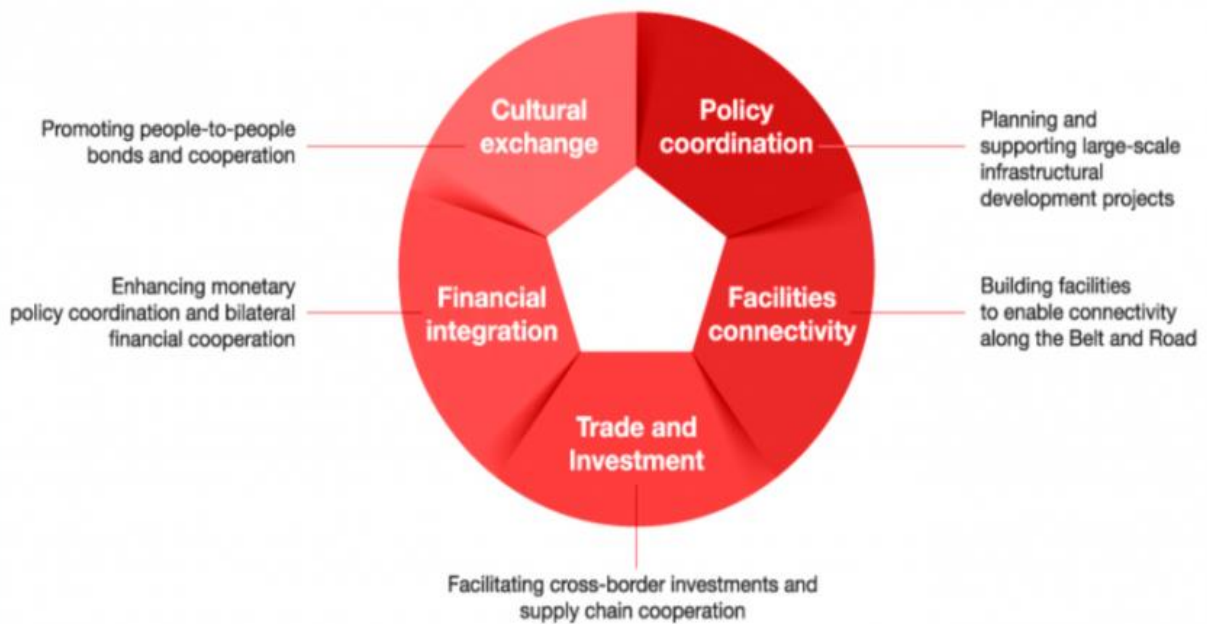 Cultural
exchange
Promoting people-to-people
bonds and cooperation
Policy
coordination
Planning and
supporting large-scale
infrastructural
development projects
Financial
integration
Enhancing monetary
policy coordination and bilateral
financial cooperation
Facilities
connectivity
Building facilities
to enable connectivity
along the Belt and Road
Trade and
Investment
Facilitating cross-border investments and
supply chain cooperation